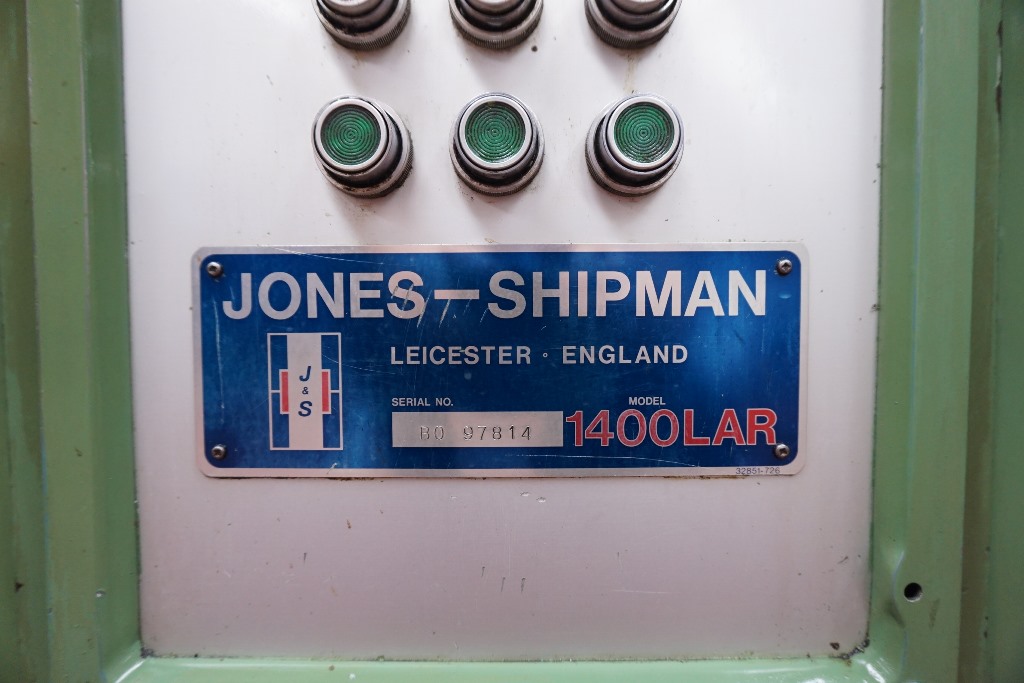 JONES—SHIPMAN
LEICESTER · ENGLAND
J
&
S
SERIAL NO.
BO 97814
MODEL
1400LAR
32851-726